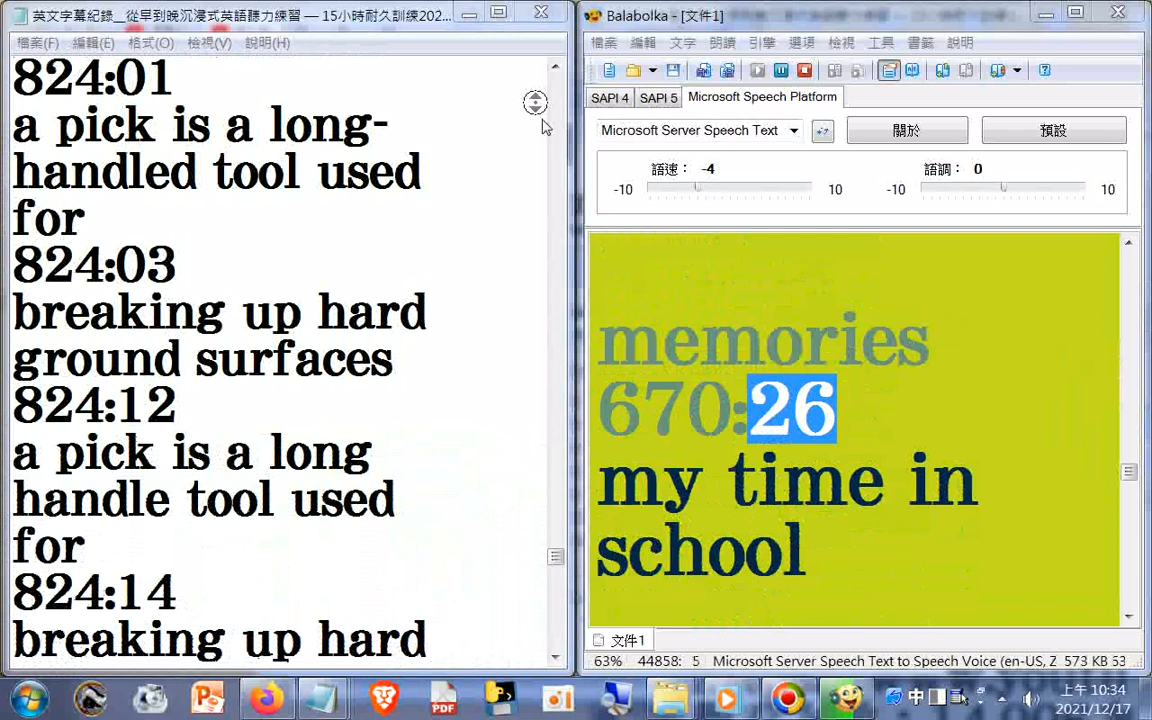 英文字幕紀錄__從早到晚沉浸式英語聽力練習 — 15小時耐久訓練202...
檔案(F) 編輯(E) 格式(O) 檢視(V) 說明(H)
824:01
a pick is a long-
handled tool used
for
824:03
breaking up hard
ground surfaces
824:12
a pick is a long
handle tool used
for
824:14
breaking up hard
Balabolka - [文件1]
檔案 編輯 文字 朗讀 引擎 選項 檢視 工具 書籤 說明
SAPI 4 SAPI 5 Microsoft Speech Platform
Microsoft Server Speech Text 關於 預設
語速： -4 語調： 0
-10 10 -10 10
memories
670:26
my time in
school
文件1
63% 44858: 5 Microsoft Server Speech Text to Speech Voice (en-US, Z 573 KB 53
中 上午 10:34
2021/12/17